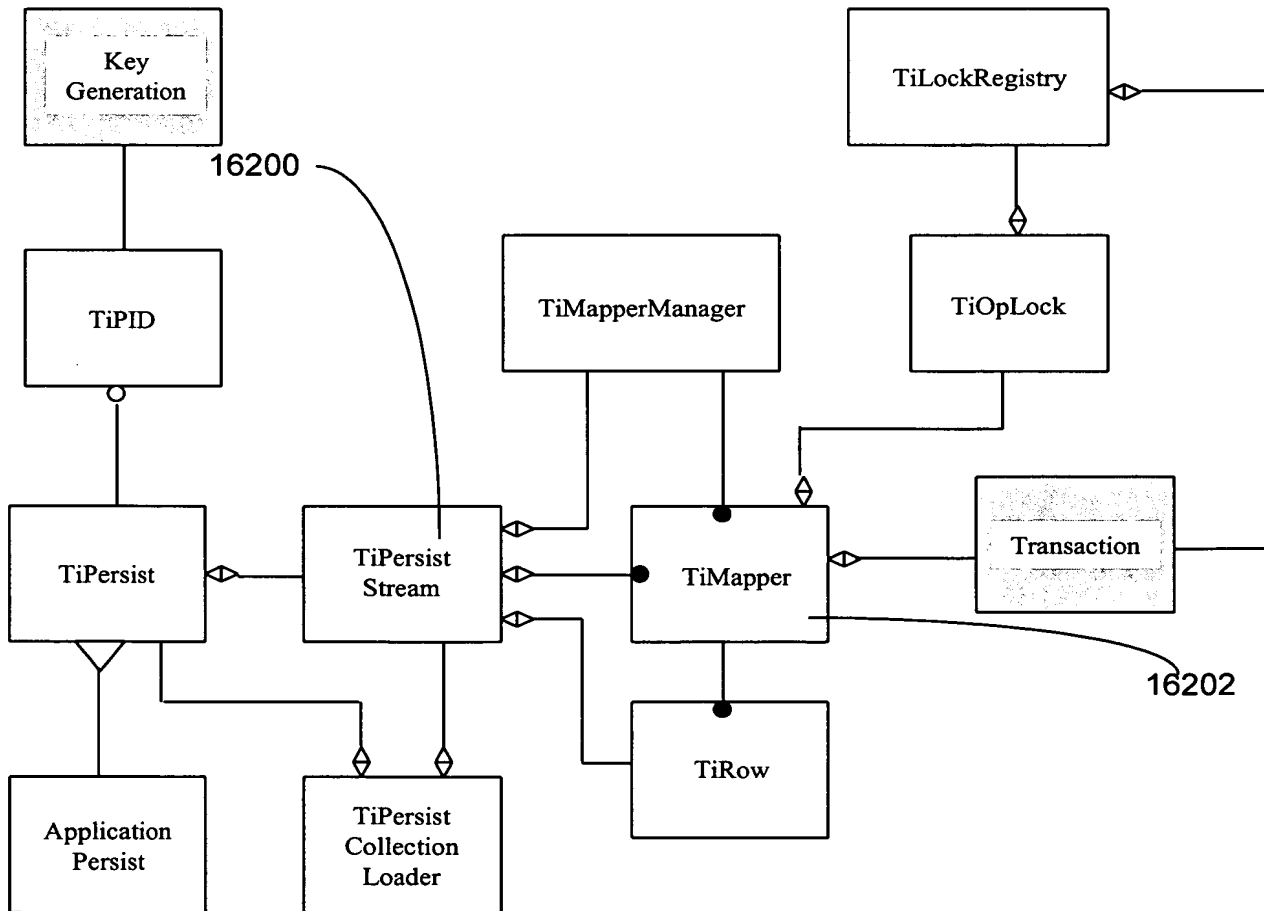 Key
Generation
TiLockRegistry
16200
TiPID
TiMapperManager
TiOpLock
TiPersist
TiPersist
Stream
TiMapper
Transaction
16202
Application
Persist
TiPersist
Collection
Loader
TiRow